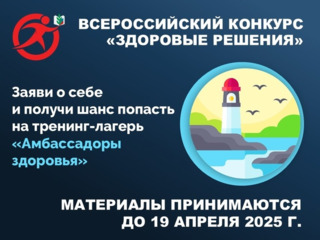 ВСЕРОССИЙСКИЙ КОНКУРС
«ЗДОРОВЫЕ РЕШЕНИЯ»
Заяви о себе
и получи шанс попасть
на тренинг-лагерь
«Амбассадоры
здоровья»
МАТЕРИАЛЫ ПРИНИМАЮТСЯ
ДО 19 АПРЕЛЯ 2025 Г.